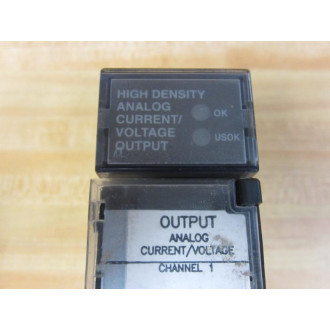 HIGH DENSITY
ANALOG
CURRENT/
VOLTAGE
OUTPUT
OK
USOK
OUTPUT
ANALOG
CURRENT/VOLTAGE
CHANNEL 1